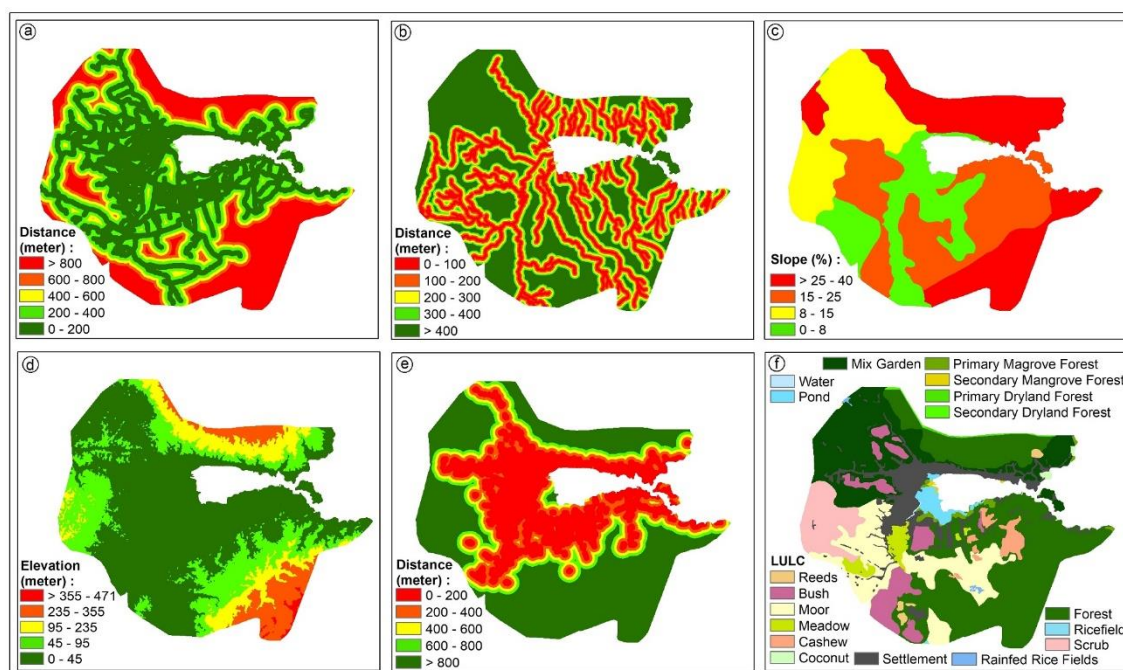 a
Distance
(meter) :
> 800
600 - 800
400 - 600
200 - 400
0 - 200
b
Distance
(meter) :
0 - 100
100 - 200
200 - 300
300 - 400
> 400
c
Slope (%) :
> 25 - 40
15 - 25
8 - 15
0 - 8
d
Elevation
(meter) :
> 355 - 471
235 - 355
95 - 235
45 - 95
0 - 45
e
Distance
(meter) :
0 - 200
200 - 400
400 - 600
600 - 800
> 800
f
Mix Garden
Water
Pond
Primary Magrove Forest
Secondary Mangrove Forest
Primary Dryland Forest
Secondary Dryland Forest
LULC
Reeds
Bush
Moor
Meadow
Cashew
Coconut
Settlement
Rainfed Rice Fields
Forest
Ricefield
Scrub